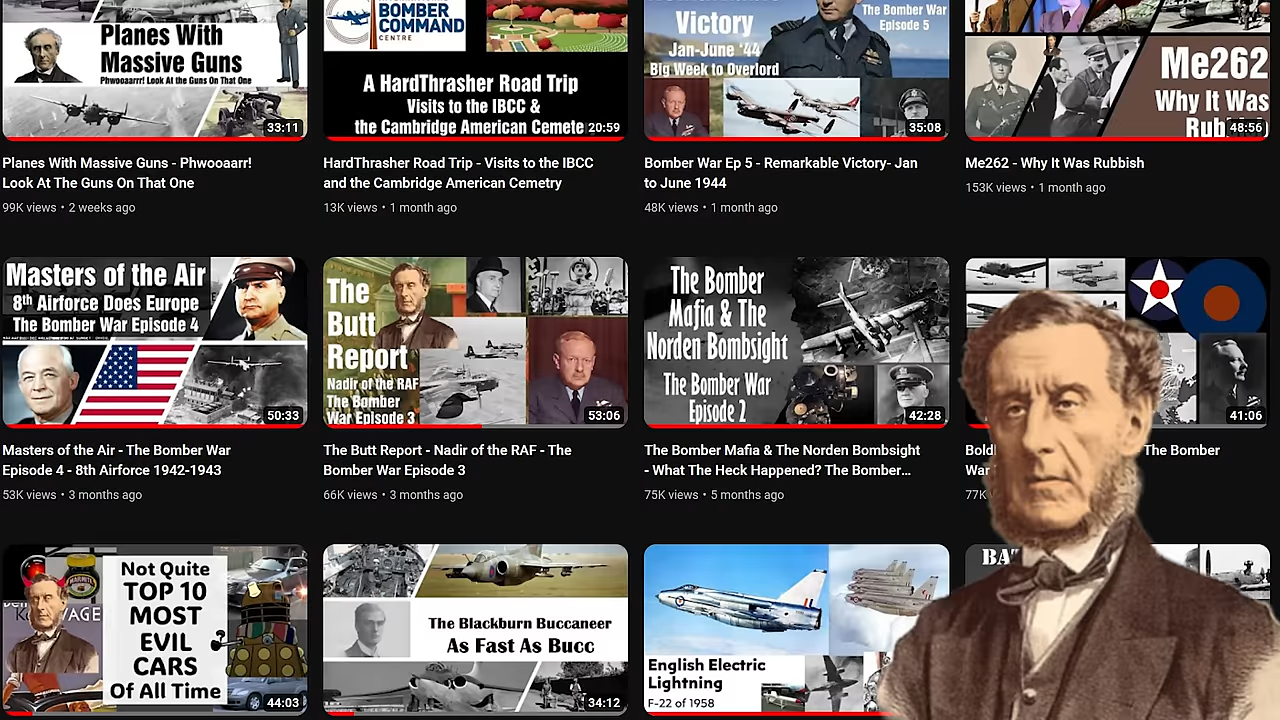 Planes With
Massive Guns
Phwooaarr! Look At the Guns On That One
33:11
BOMBER
COMMAND
CENTRE
A HardThrasher Road Trip
Visits to the IBCC &
the Cambridge American Cemete
20:59
Victory
Jan-June '44
Big Week to Overlord
The Bomber War
Episode 5
35:08
Me262
Why It Was
48:56
Planes With Massive Guns - Phwooaarr!
Look At The Guns On That One
99K views • 2 weeks ago
HardThrasher Road Trip - Visits to the IBCC
and the Cambridge American Cemetry
13K views • 1 month ago
Bomber War Ep 5 - Remarkable Victory- Jan
to June 1944
48K views • 1 month ago
Me262 - Why It Was Rubbish
153K views • 1 month ago
Masters of the Air
8th Airforce Does Europe
The Bomber War Episode 4
50:33
The
Butt
Report
Nadir of the RAF
The Bomber
War Episode 3
53:06
The Bomber
Mafia & The
Norden Bombsight
The Bomber War
Episode 2
42:28
41:06
Masters of the Air - The Bomber War
Episode 4 - 8th Airforce 1942-1943
53K views • 3 months ago
The Butt Report - Nadir of the RAF - The
Bomber War Episode 3
66K views • 3 months ago
The Bomber Mafia & The Norden Bombsight
- What The Heck Happened? The Bomber...
75K views • 5 months ago
The Bomber
War
77K
Not Quite
TOP 10
MOST
EVIL
CARS
Of All Time
MARMITE
44:03
The Blackburn Buccaneer
As Fast As Bucc
34:12
English Electric
Lightning
F-22 of 1958
BAT